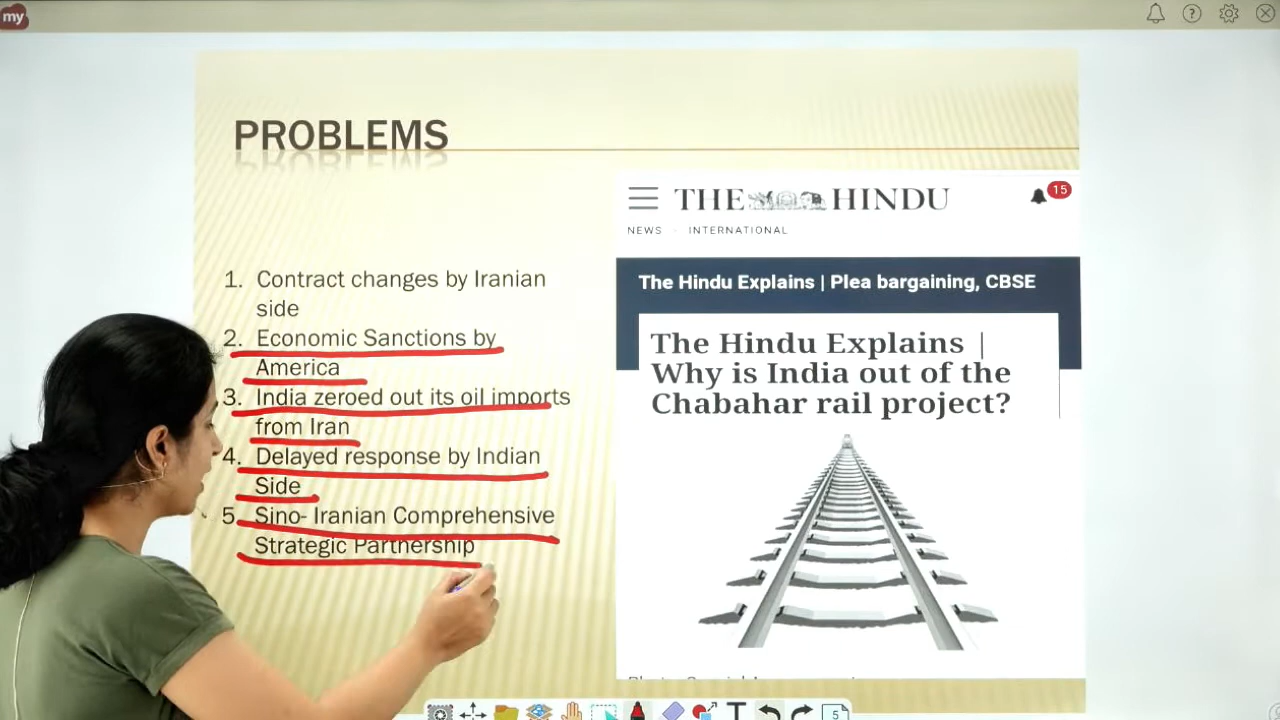 my
PROBLEMS
1. Contract changes by Iranian
side
2. Economic Sanctions by
America
3. India zeroed out its oil imports
from Iran
4. Delayed response by Indian
Side
5. Sino- Iranian Comprehensive
Strategic Partnership
THE HINDU
15
NEWS · INTERNATIONAL
The Hindu Explains | Plea bargaining, CBSE
The Hindu Explains |
Why is India out of the
Chabahar rail project?
T
5